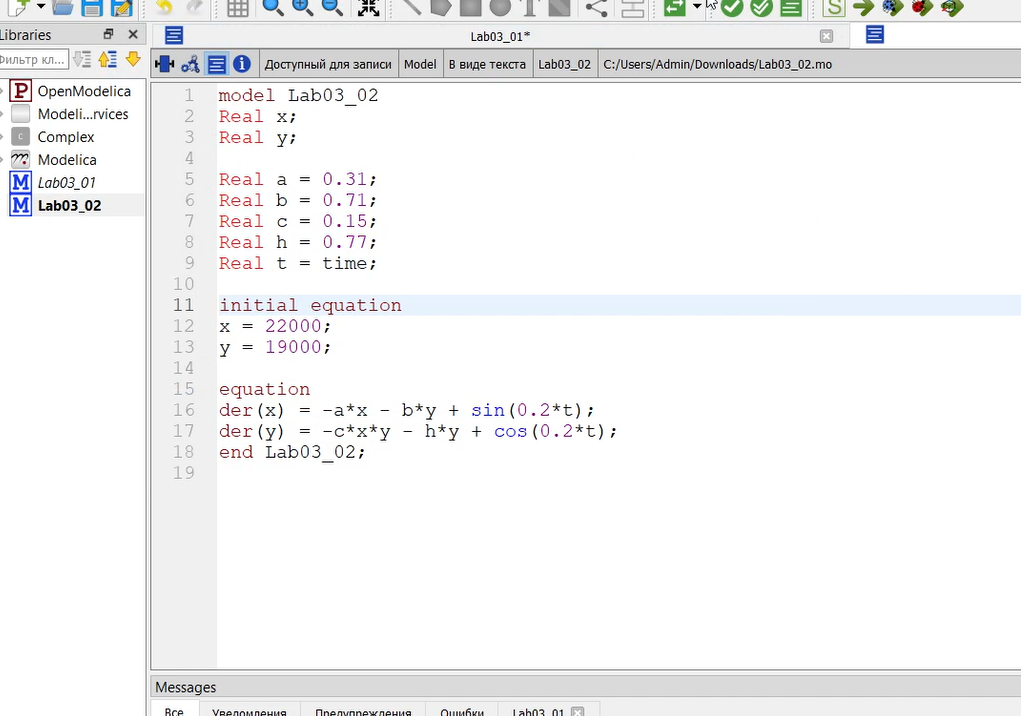 Libraries
Lab03_01*
Фильтр кл...
Доступный для записи Model В виде текста Lab03_02 C:/Users/Admin/Downloads/Lab03_02.mo
P OpenModelica
Modeli...rvices
C Complex
Modelica
M Lab03_01
M Lab03_02
1 model Lab03_02
2 Real x;
3 Real y;
4
5 Real a = 0.31;
6 Real b = 0.71;
7 Real c = 0.15;
8 Real h = 0.77;
9 Real t = time;
10
11 initial equation
12 x = 22000;
13 y = 19000;
14
15 equation
16 der(x) = -a*x - b*y + sin(0.2*t);
17 der(y) = -c*x*y - h*y + cos(0.2*t);
18 end Lab03_02;
19
Messages
Все Уведомления Предупреждения Ошибки Lab03_01